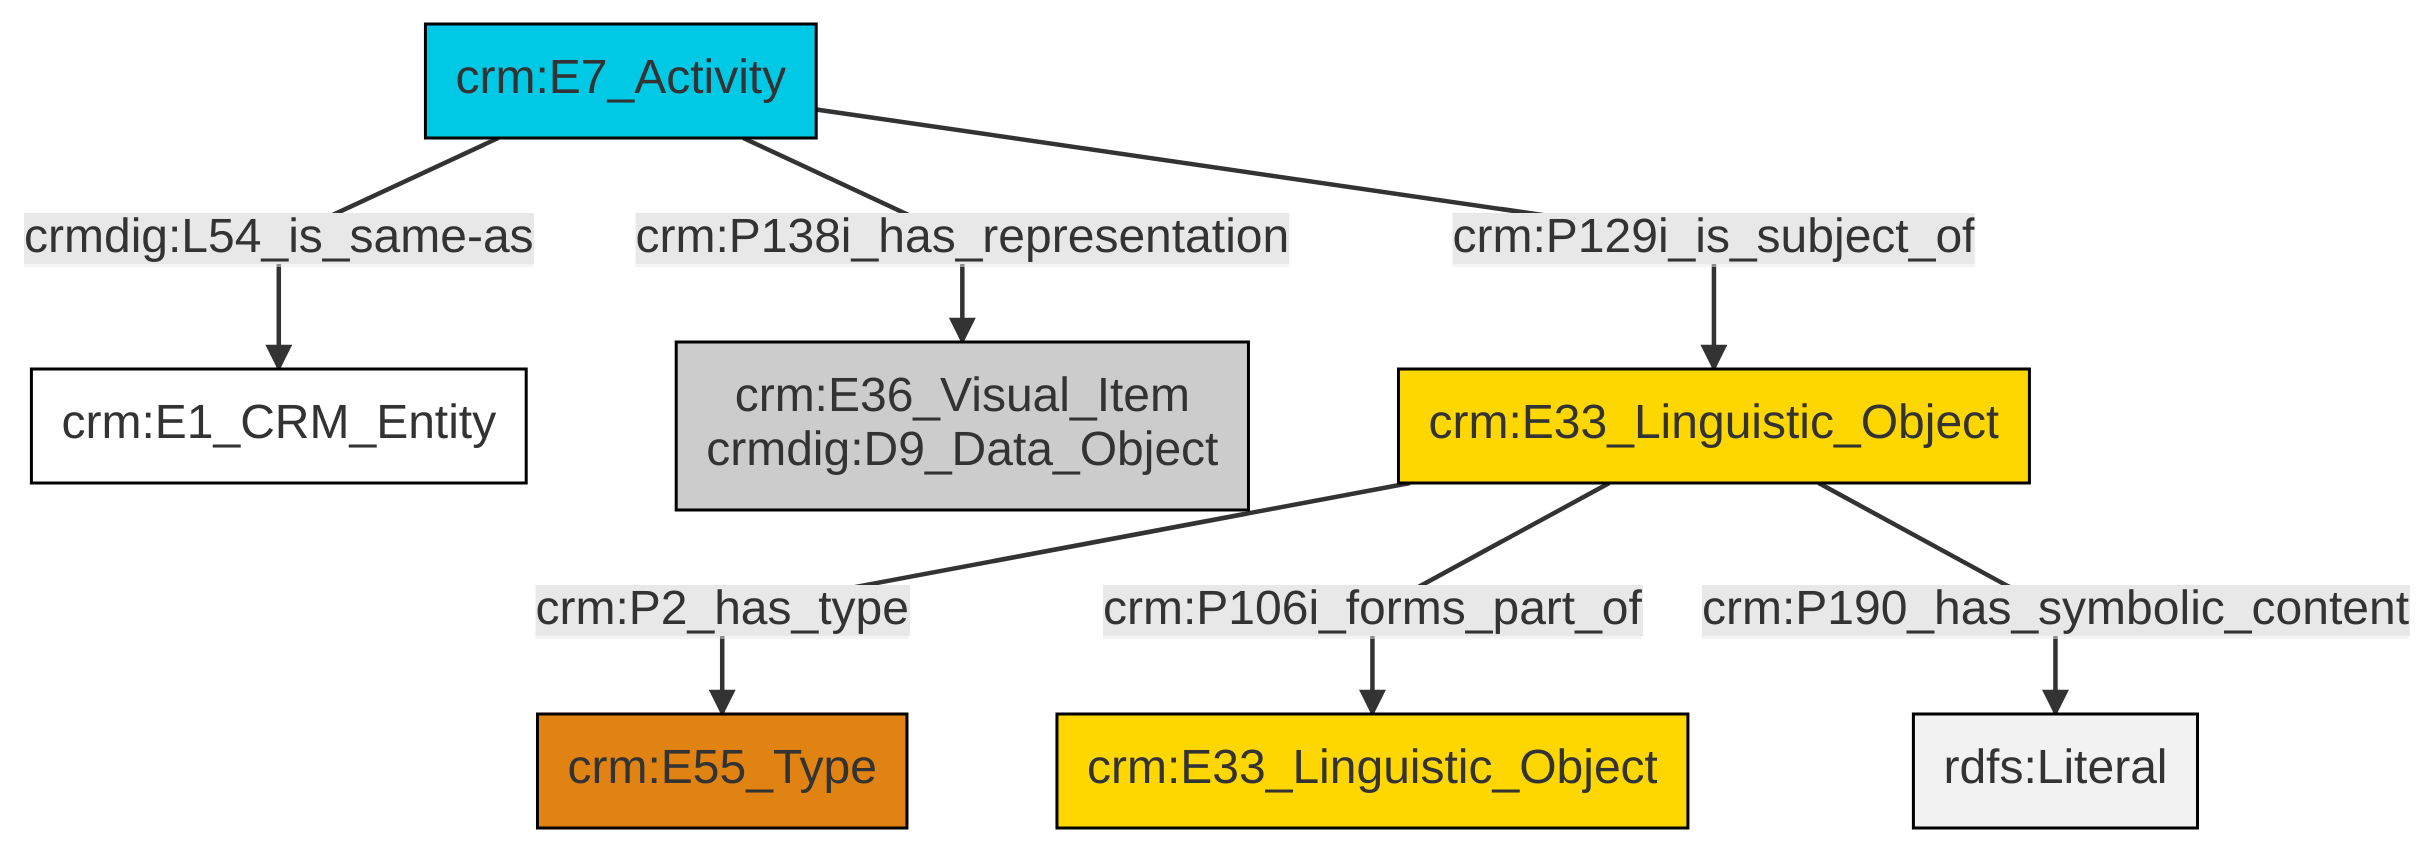 crm:E7_Activity
crmdig:L54_is_same-as
crm:P138i_has_representation
crm:P129i_is_subject_of
crm:E1_CRM_Entity
crm:E36_Visual_Item
crmdig:D9_Data_Object
crm:E33_Linguistic_Object
crm:P2_has_type
crm:P106i_forms_part_of
crm:P190_has_symbolic_content
crm:E55_Type
crm:E33_Linguistic_Object
rdfs:Literal